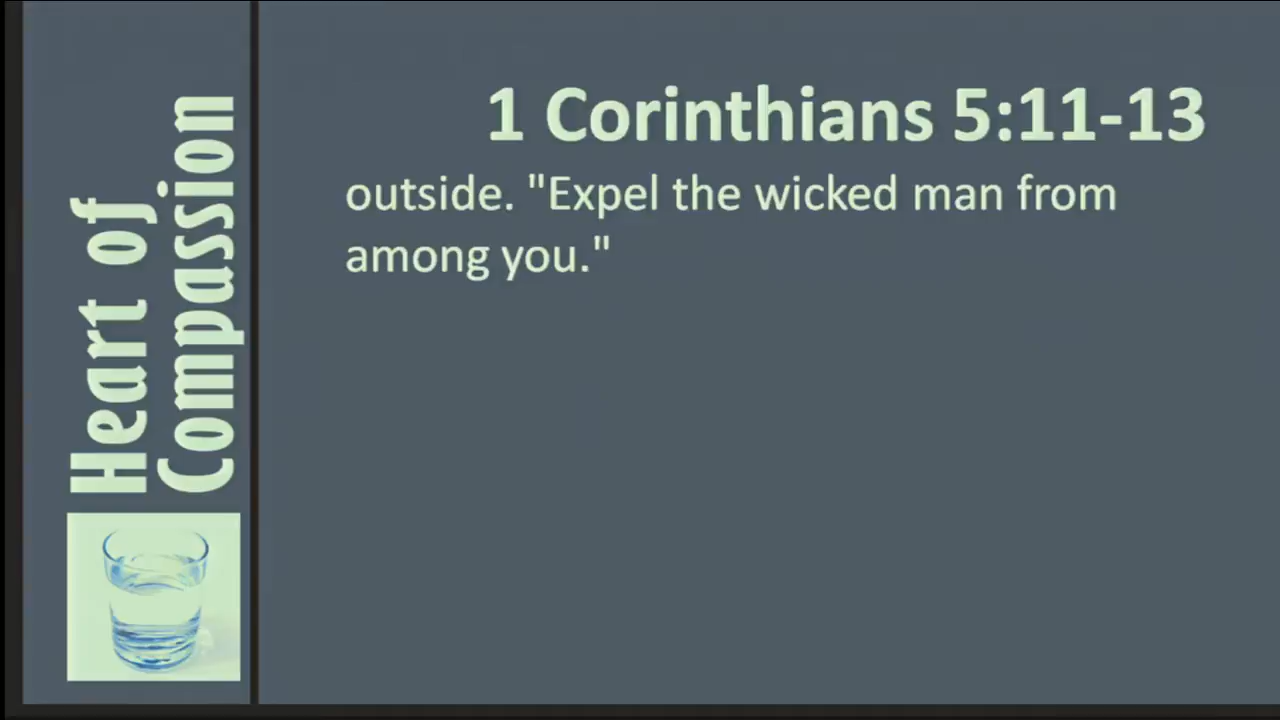 Heart of
Compassion
1 Corinthians 5:11-13
outside. "Expel the wicked man from
among you."